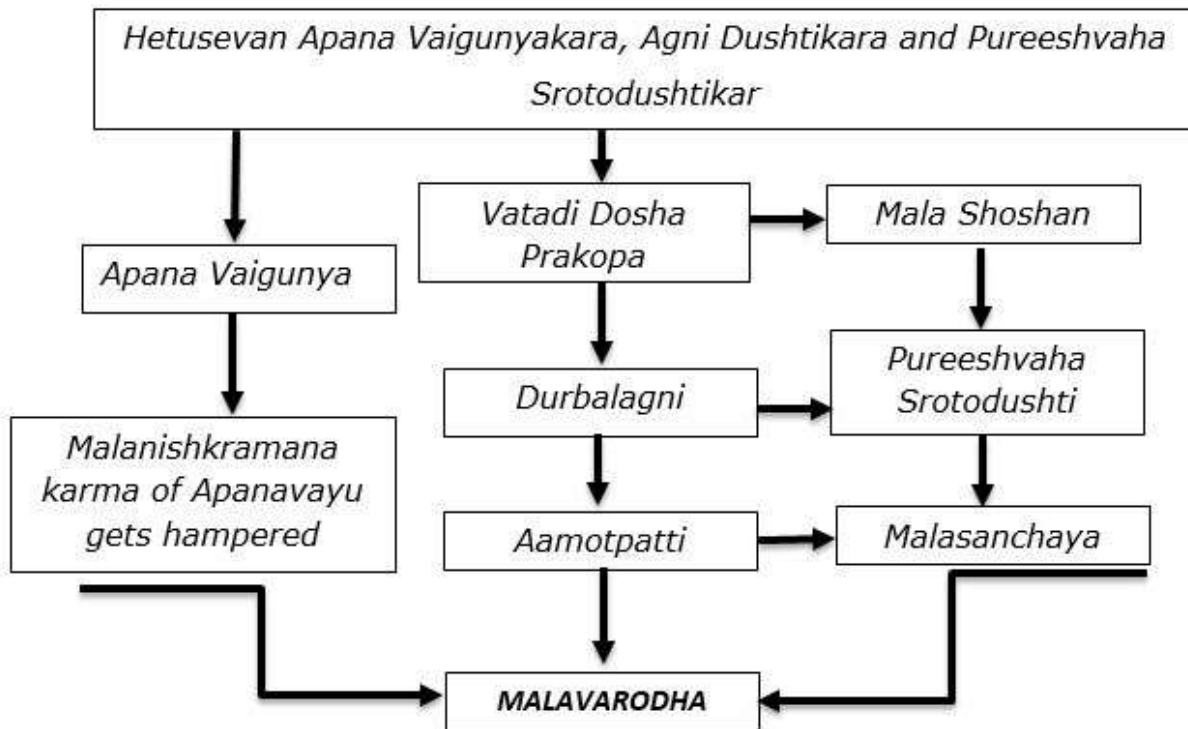 Hetusevan Apana Vaigunyakara, Agni Dushtikara and Pureeshvaha
Srotodushtikar
Vatadi Dosha
Prakopa
Mala Shoshan
Apana Vaigunya
Durbalagni
Pureeshvaha
Srotodushti
Malanishkramana
karma of Apanavayu
gets hampered
Aamotpatti
Malasanchaya
MALAVARODHA